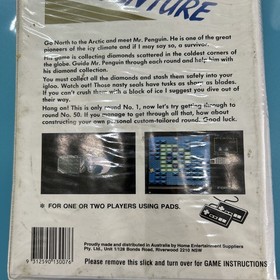 ADVENTURE
Go North to the Arctic and meet Mr. Penguin. He is one of the great
pioneers of the icy climate and if I may say so, a survivor.
His game is collecting diamonds scattered in the coldest corners of
the globe. Guide Mr. Penguin through each round and help him with
his diamond collection.
You must collect all the diamonds and stash them safely into your
igloo. Watch out! Those nasty seals have tusks as sharp as blades.
If you can't crush them with a block of ice I suggest you dive out of
their way.
Hang on! This is only round No. 1, now let's try getting through to
round No. 50. If you manage to get through all that, how about
constructing your own personal custom-tailored round. Good luck.
* FOR ONE OR TWO PLAYERS USING PADS.
Proudly made and distributed in Australia by Home Entertainment Suppliers
Pty. Ltd., Unit 1/128 Bonds Road, Riverwood 2210 NSW
Please remove this slick and turn over for GAME INSTRUCTIONS
9 312590 130076